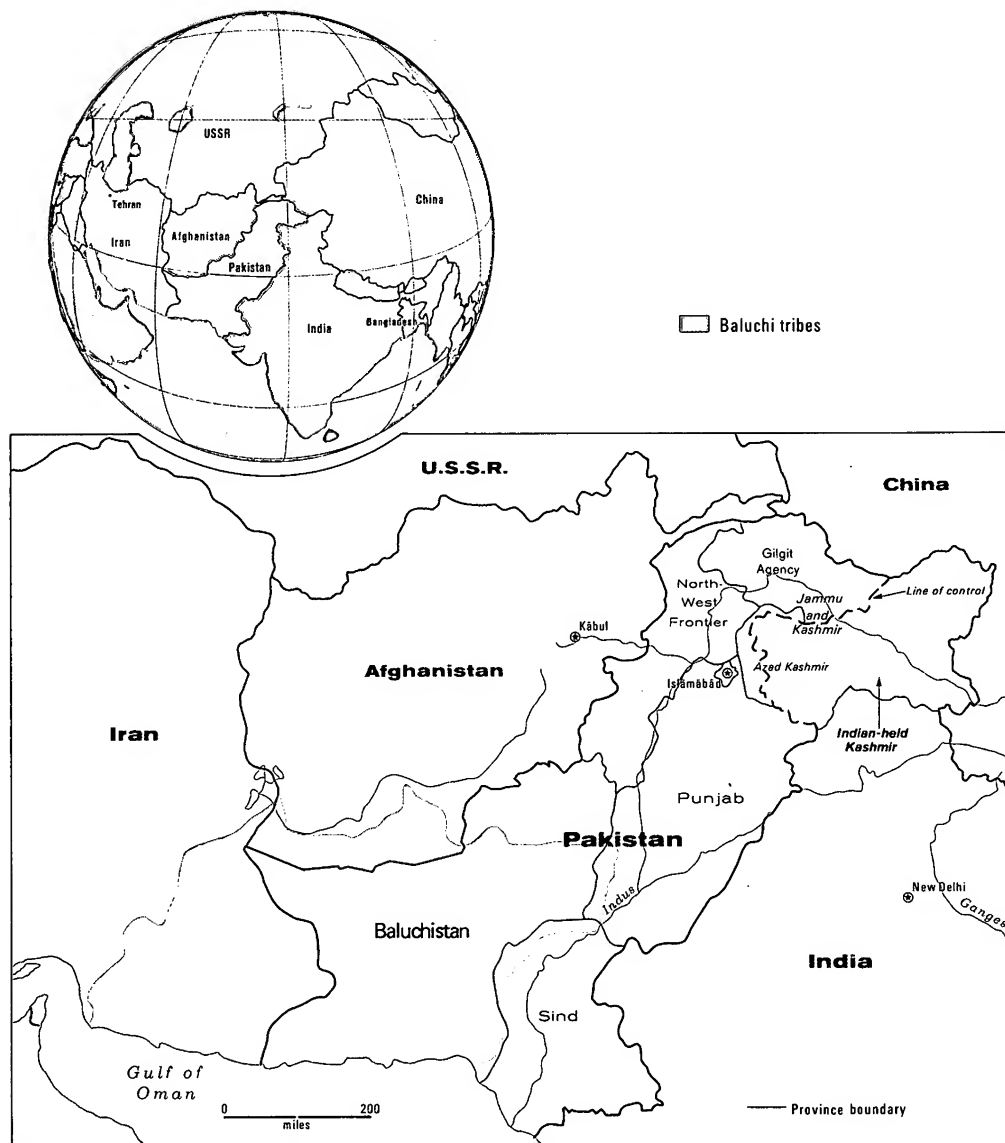 USSR
China
Tehran
Iran
Afghanistan
Pakistan
India
Bangladesh
Baluchi tribes
U.S.S.R.
China
Gilgit
Agency
North-
West
Frontier
Jammu
and
Kashmir
Line of control
Kâbul
Afghanistan
Azad Kashmir
Islâmâbâd
Iran
Indian-held
Kashmir
Punjab
Pakistan
New Delhi
Indus
Ganges
Baluchistan
India
Sind
Gulf of
Oman
0 200
miles
Province boundary